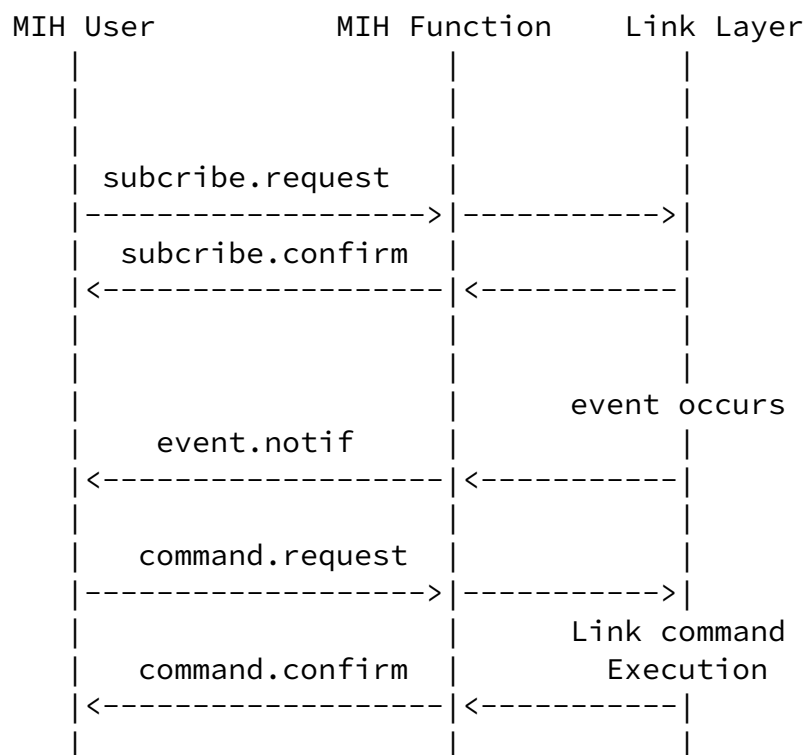 MIH User MIH Function Link Layer
subcribe.request
subcribe.confirm
event occurs
event.notif
command.request
Link command
command.confirm Execution